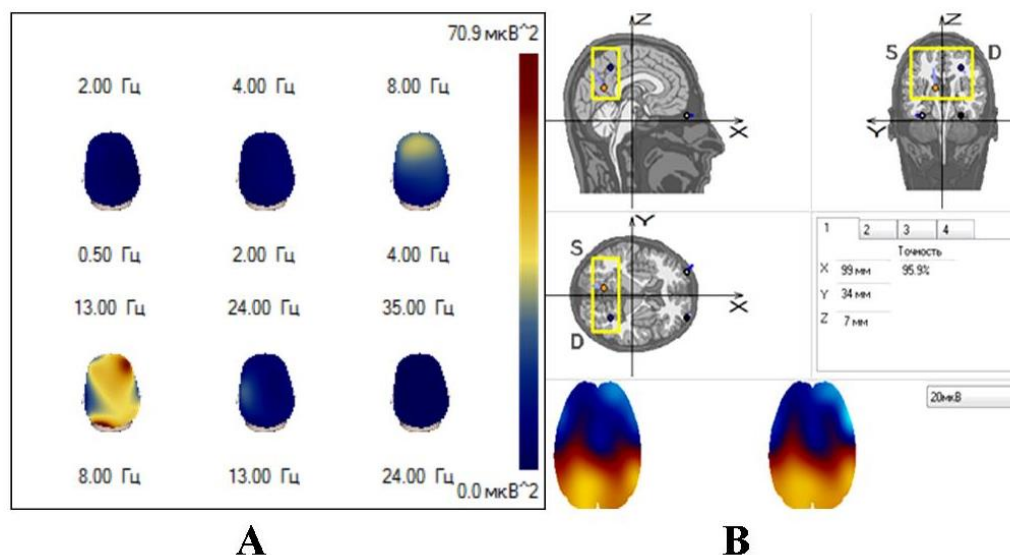 70.9 мкВ^2
2.00 Гц 4.00 Гц 8.00 Гц
0.50 Гц 2.00 Гц 4.00 Гц
13.00 Гц 24.00 Гц 35.00 Гц
8.00 Гц 13.00 Гц 24.00 Гц
0.0 мкВ^2
A
Z
X
Z
S D
Y
Y
S
X
D
1 2 3 4
Точность
X 99 мм 95.9%
Y 34 мм
Z 7 мм
20мкВ
B